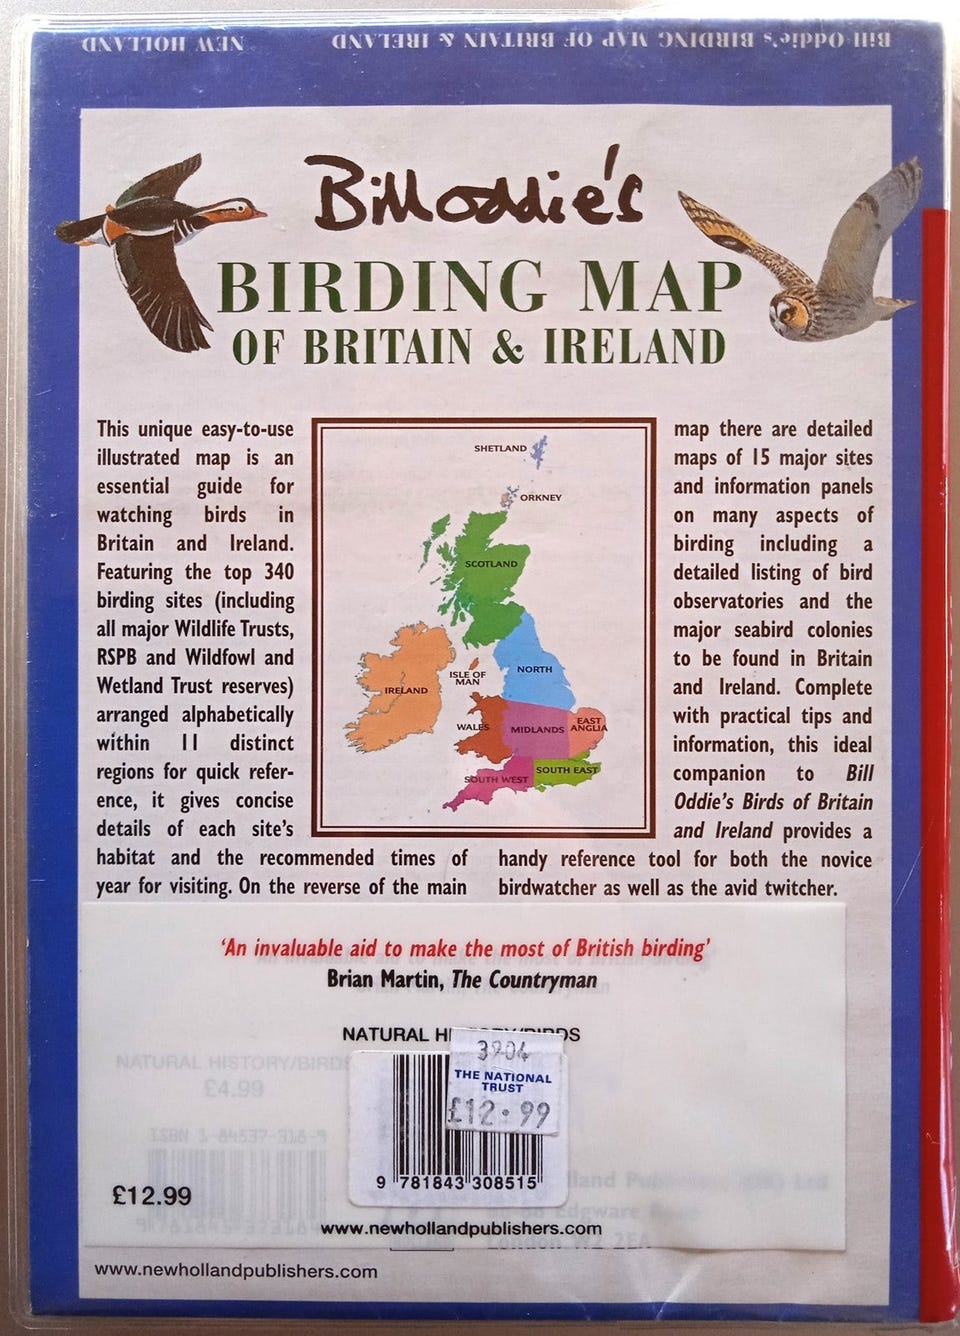 Bill Oddie's BIRDING MAP OF BRITAIN & IRELAND NEW HOLLAND
Bill Oddie's
BIRDING MAP
OF BRITAIN & IRELAND
This unique easy-to-use
illustrated map is an
essential guide for
watching birds in
Britain and Ireland.
Featuring the top 340
birding sites (including
all major Wildlife Trusts,
RSPB and Wildfowl and
Wetland Trust reserves)
arranged alphabetically
within 11 distinct
regions for quick refer-
ence, it gives concise
details of each site's
habitat and the recommended times of
year for visiting. On the reverse of the main
SHETLAND
ORKNEY
SCOTLAND
NORTH
ISLE OF
MAN
IRELAND
WALES
MIDLANDS
EAST
ANGLIA
SOUTH EAST
SOUTH WEST
map there are detailed
maps of 15 major sites
and information panels
on many aspects of
birding including a
detailed listing of bird
observatories and the
major seabird colonies
to be found in Britain
and Ireland. Complete
with practical tips and
information, this ideal
companion to Bill
Oddie's Birds of Britain
and Ireland provides a
handy reference tool for both the novice
birdwatcher as well as the avid twitcher.
'An invaluable aid to make the most of British birding'
Brian Martin, The Countryman
NATURAL HISTORY/BIRDS
3904
THE NATIONAL
TRUST
£12.99
NATURAL HISTORY/BIRDS
£4.99
ISBN 1-84537-318-9
9 781843 308515
£12.99
www.newhollandpublishers.com
www.newhollandpublishers.com